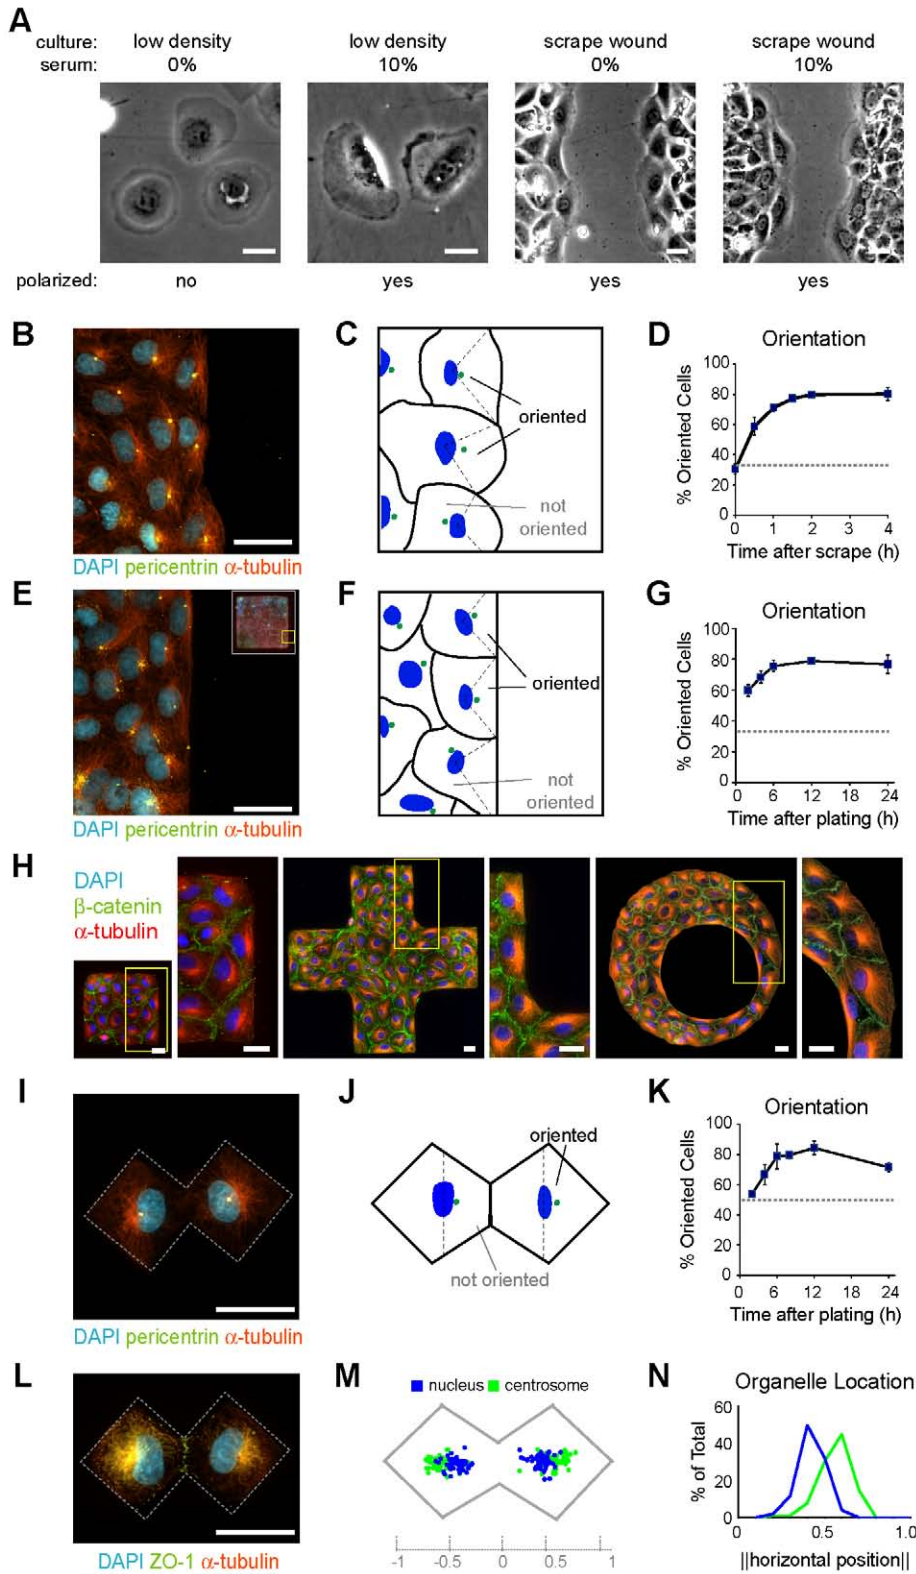 A
culture: low density low density scrape wound scrape wound
serum: 0% 10% 0% 10%
polarized: no yes yes yes
B
DAPI pericentrin α-tubulin
C
oriented
not
oriented
D
Orientation
% Oriented Cells
100
80
60
40
20
0
0 1 2 3 4
Time after scrape (h)
E
DAPI pericentrin α-tubulin
F
oriented
not
oriented
G
Orientation
% Oriented Cells
100
80
60
40
20
0
0 6 12 18 24
Time after plating (h)
H
DAPI
β-catenin
α-tubulin
I
DAPI pericentrin α-tubulin
J
oriented
not oriented
K
Orientation
% Oriented Cells
100
80
60
40
20
0
0 6 12 18 24
Time after plating (h)
L
DAPI ZO-1 α-tubulin
M
nucleus centrosome
-1 -0.5 0 0.5 1
N
Organelle Location
% of Total
60
40
20
0
0 0.5 1.0
||horizontal position||